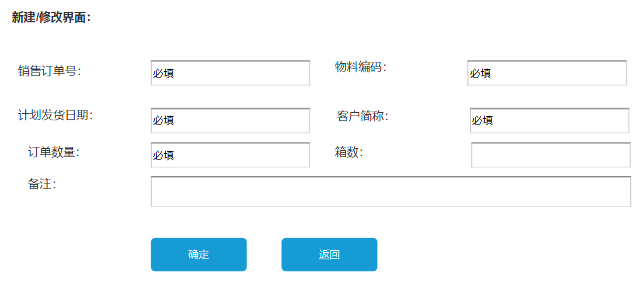 新建/修改界面：
销售订单号： 必填 物料编码： 必填
计划发货日期： 必填 客户简称： 必填
订单数量： 必填 箱数：
备注：
确定 返回